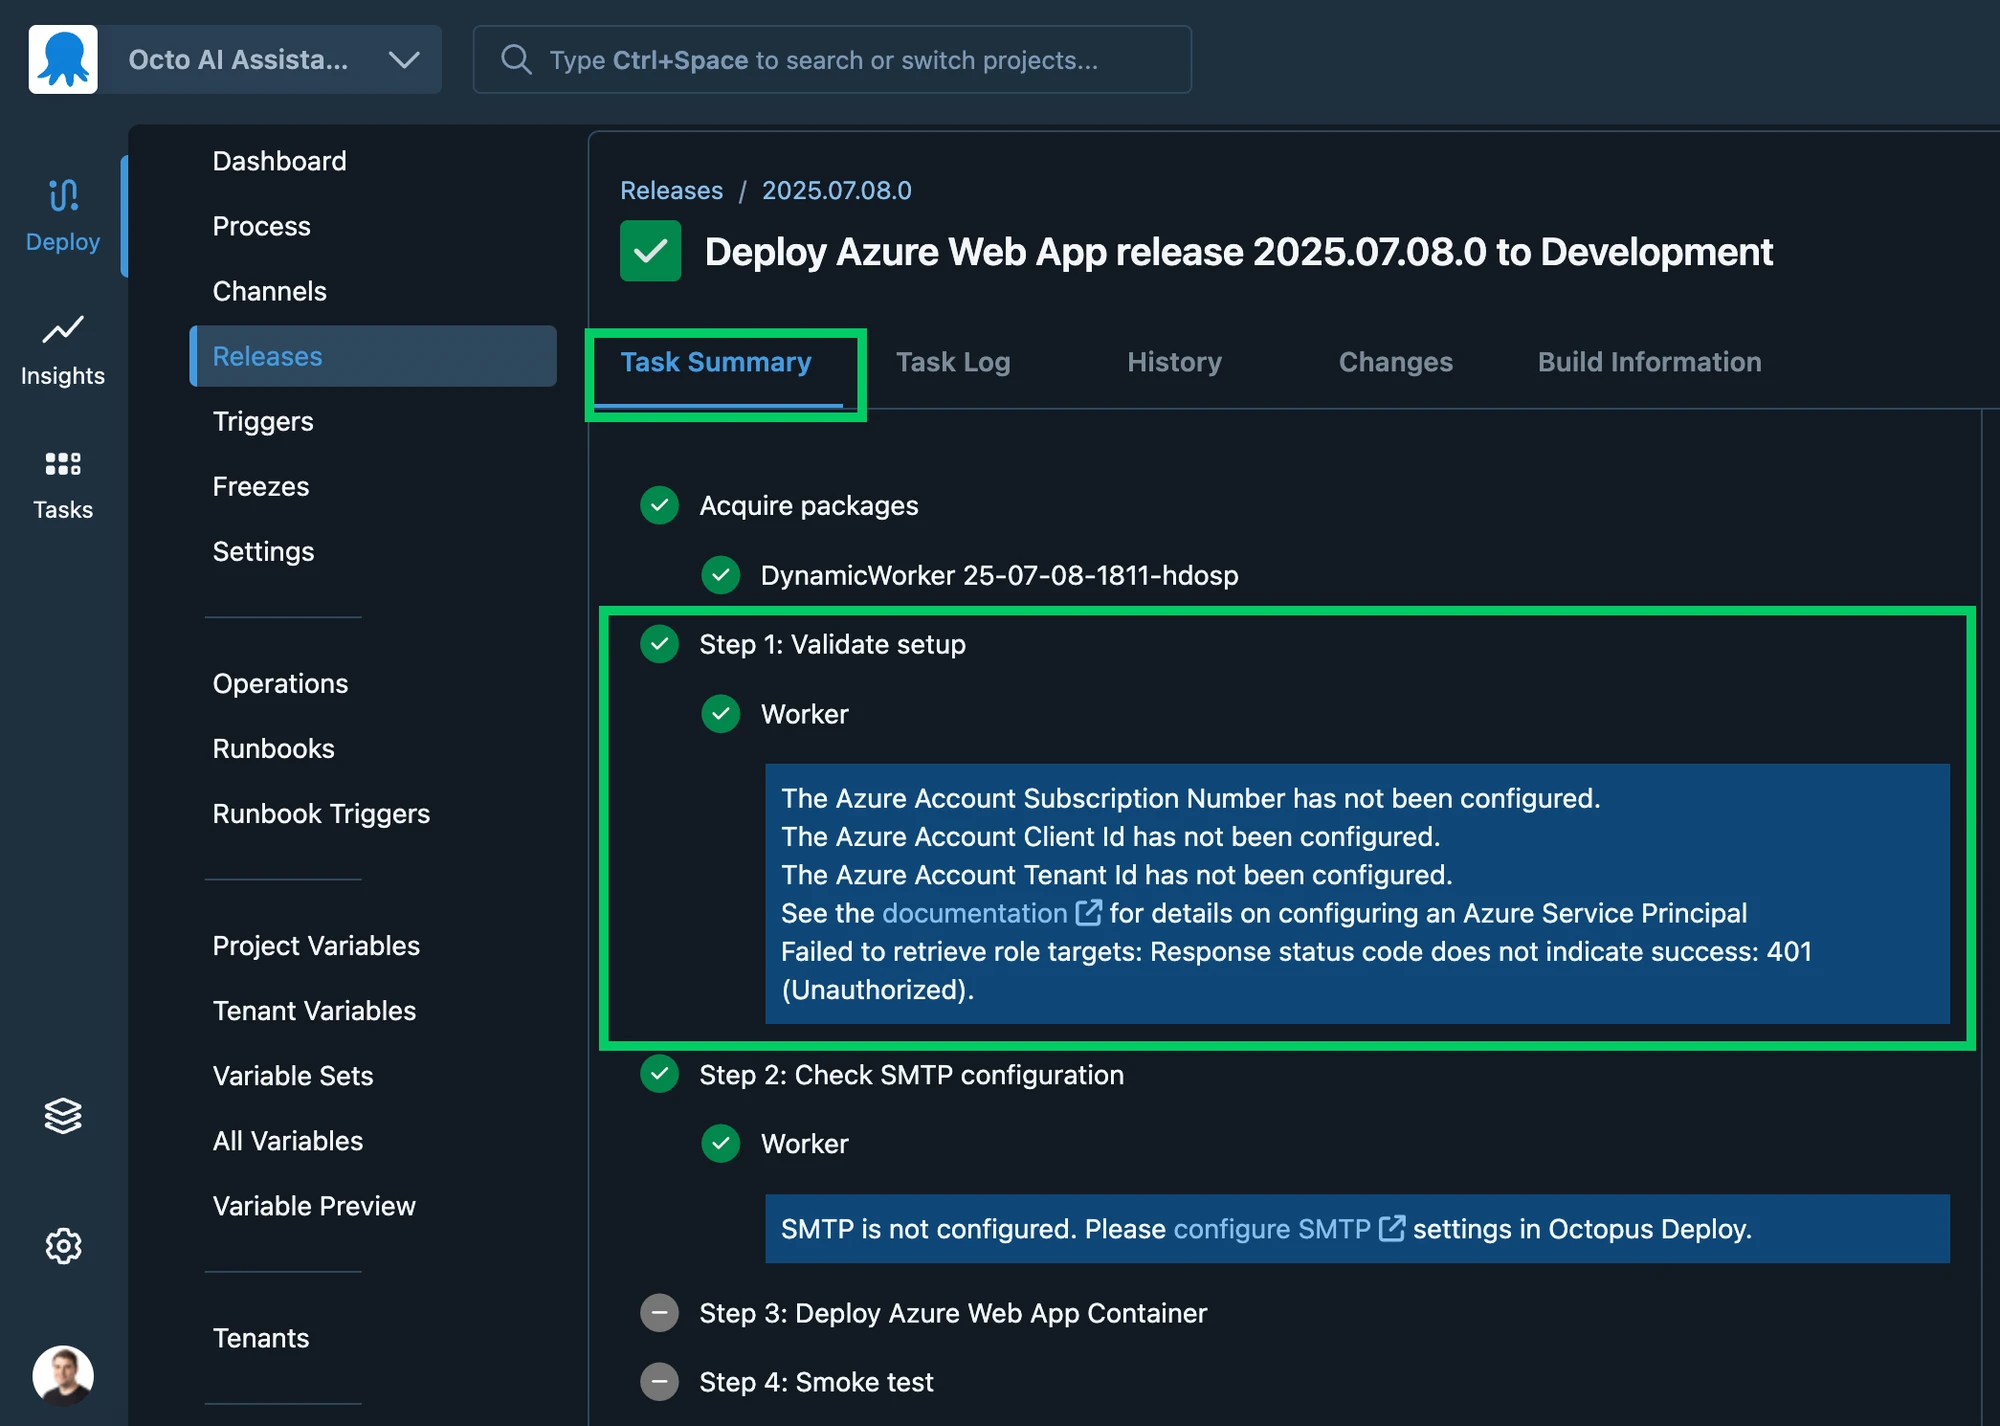 Octo AI Assista...
Type Ctrl+Space to search or switch projects...
Deploy
Insights
Tasks
Dashboard
Process
Channels
Releases
Triggers
Freezes
Settings
Operations
Runbooks
Runbook Triggers
Project Variables
Tenant Variables
Variable Sets
All Variables
Variable Preview
Tenants
Releases / 2025.07.08.0
Deploy Azure Web App release 2025.07.08.0 to Development
Task Summary Task Log History Changes Build Information
Acquire packages
DynamicWorker 25-07-08-1811-hdosp
Step 1: Validate setup
Worker
The Azure Account Subscription Number has not been configured.
The Azure Account Client Id has not been configured.
The Azure Account Tenant Id has not been configured.
See the documentation for details on configuring an Azure Service Principal
Failed to retrieve role targets: Response status code does not indicate success: 401
(Unauthorized).
Step 2: Check SMTP configuration
Worker
SMTP is not configured. Please configure SMTP settings in Octopus Deploy.
Step 3: Deploy Azure Web App Container
Step 4: Smoke test